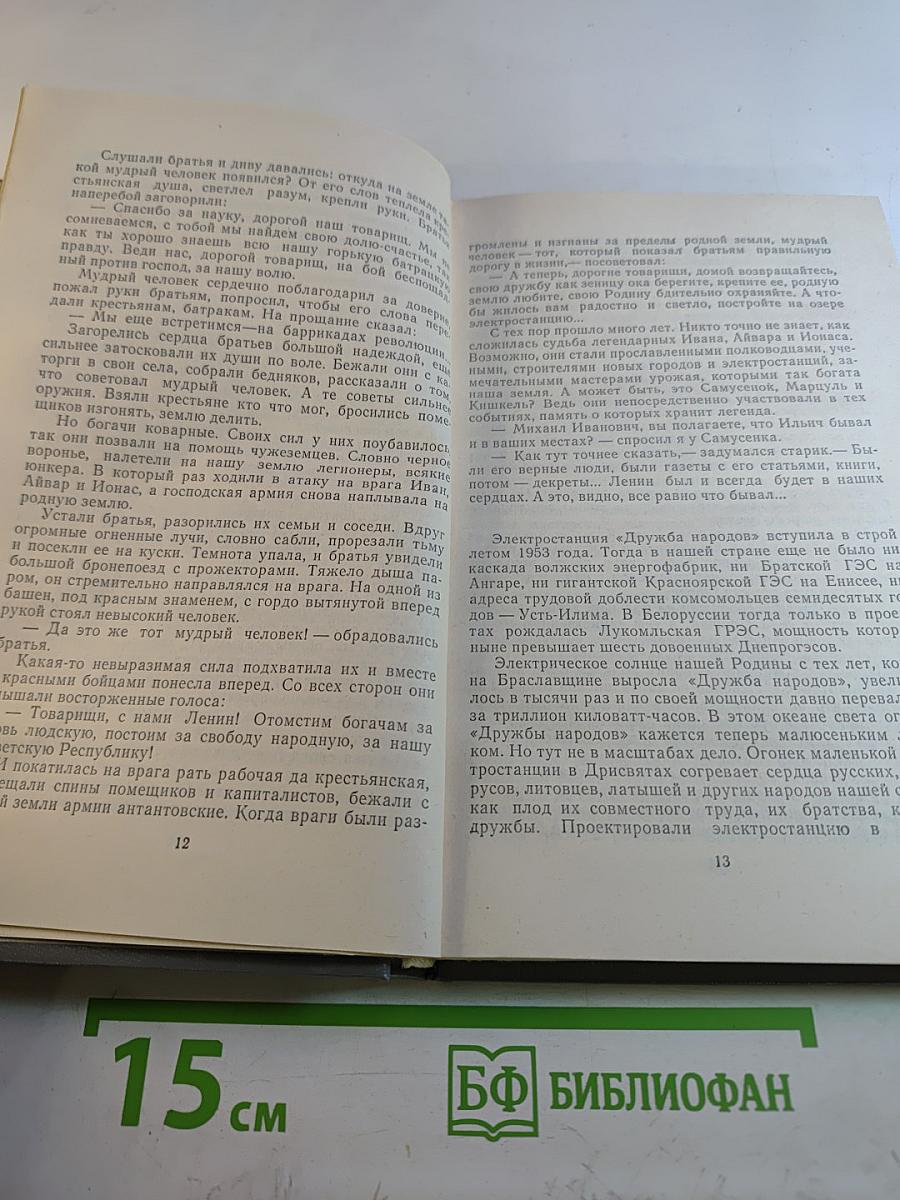 Слушали братья и диву давались: откуда на земле та-
кой мудрый человек появился? От его слов теплела кре-
стьянская душа, светлел разум, крепли руки. Братья
наперебой заговорили:
— Спасибо за науку, дорогой наш товарищ. Мы не
сомневаемся, с тобой мы найдем свою долю-счастье, так
как ты хорошо знаешь всю нашу горькую батрацкую
правду. Веди нас, дорогой товарищ, на бой беспощад-
ный против господ, за нашу волю.
Мудрый человек сердечно поблагодарил за доверие,
пожал руки братьям, попросил, чтобы его слова пере-
дали крестьянам, батракам. На прощание сказал:
— Мы еще встретимся—на баррикадах революции...
Загорелись сердца братьев большой надеждой, еще
сильнее затосковали их души по воле. Бежали они с ка-
торги в свои села, собрали бедняков, рассказали о том,
что советовал мудрый человек. А те советы сильнее
оружия. Взяли крестьяне кто что мог, бросились поме-
щиков изгонять, землю делить.
Но богачи коварные. Своих сил у них поубавилось,
так они позвали на помощь чужеземцев. Словно черное
воронье, налетели на нашу землю легионеры, всякие
юнкера. В который раз ходили в атаку на врага Иван,
Айвар и Ионас, а господская армия снова наплывала на
родную землю.
Устали братья, разорились их семьи и соседи. Вдруг
огромные огненные лучи, словно сабли, прорезали тьму
и посекли ее на куски. Темнота упала, и братья увидели
большой бронепоезд с прожекторами. Тяжело дыша па-
ром, он стремительно направлялся на врага. На одной из
башен, под красным знаменем, с гордо вытянутой вперед
рукой стоял невысокий человек.
— Да это же тот мудрый человек! — обрадовались
братья.
Какая-то невыразимая сила подхватила их и вместе
красными бойцами понесла вперед. Со всех сторон они
лышали восторженные голоса:
— Товарищи, с нами Ленин! Отомстим богачам за
овь людскую, постоим за свободу народную, за нашу
ветскую Республику!
И покатилась на врага рать рабочая да крестьянская,
ещали спины помещиков и капиталистов, бежали с
й земли армии антантовские. Когда враги были раз-
12
громлены и изгнаны за пределы родной земли, мудрый
человек — тот, который показал братьям правильную
дорогу в жизни,— посоветовал:
— А теперь, дорогие товарищи, домой возвращайтесь,
свою дружбу как зеницу ока берегите, крепите ее, родную
землю любите, свою Родину бдительно охраняйте. А что-
бы жилось вам радостно и светло, постройте на озере
электростанцию...
С тех пор прошло много лет. Никто точно не знает, как
сложилась судьба легендарных Ивана, Айвара и Ионаса.
Возможно, они стали прославленными полководцами, уче-
ными, строителями новых городов и электростанций, за-
мечательными мастерами урожая, которыми так богата
наша земля. А может быть, это Самусенок, Марцуль и
Кишкель? Ведь они непосредственно участвовали в тех
событиях, память о которых хранит легенда.
— Михаил Иванович, вы полагаете, что Ильич бывал
и в ваших местах? — спросил я у Самусенка.
— Как тут точнее сказать,— задумался старик.— Бы-
ли его верные люди, были газеты с его статьями, книги,
потом — декреты... Ленин был и всегда будет в наших
сердцах. А это, видно, все равно что бывал...
Электростанция «Дружба народов» вступила в строй
летом 1953 года. Тогда в нашей стране еще не было ни
каскада волжских энергофабрик, ни Братской ГЭС на
Ангаре, ни гигантской Красноярской ГЭС на Енисее, ни
адреса трудовой доблести комсомольцев семидесятых го-
дов — Усть-Илима. В Белоруссии тогда только в прое
тах рождалась Лукомльская ГРЭС, мощность котор
ныне превышает шесть довоенных Днепрогэсов.
Электрическое солнце нашей Родины с тех лет, ко
на Браславщине выросла «Дружба народов», увели
лось в тысячи раз и по своей мощности давно перевал
за триллион киловатт-часов. В этом океане света ог
«Дружбы народов» кажется теперь малюсеньким л
ком. Но тут не в масштабах дело. Огонек маленькой
тростанции в Дрисвятах согревает сердца русских,
русов, литовцев, латышей и других народов нашей с
как плод их совместного труда, их братства, к
дружбы. Проектировали электростанцию в
13
15 см
БФ БИБЛИОФАН